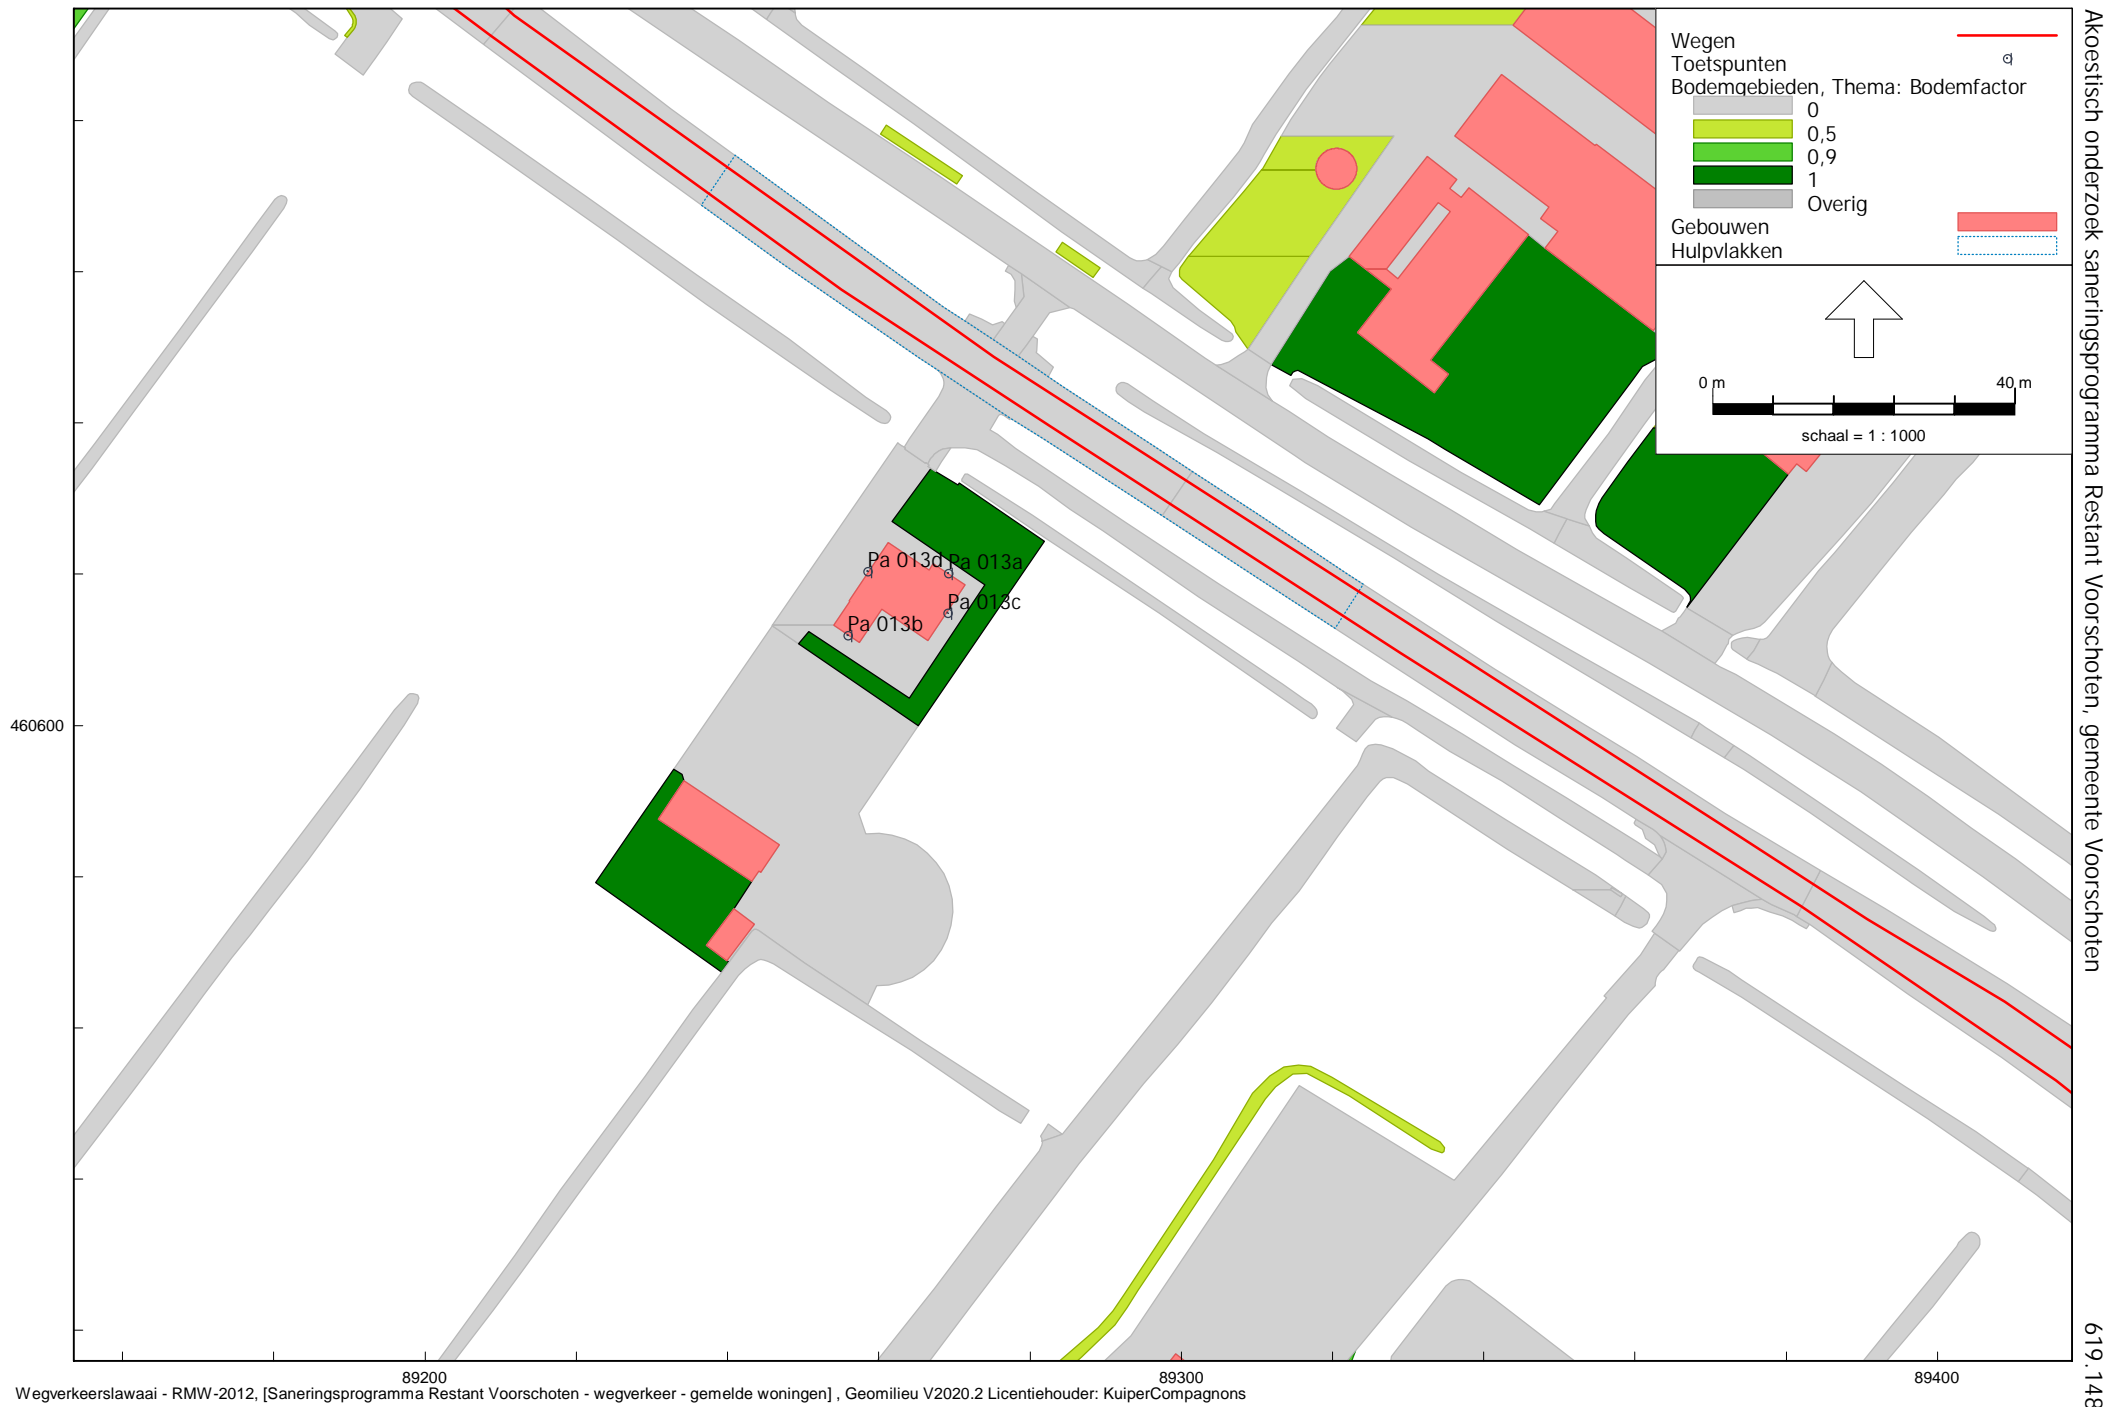 Wegen
Toetspunten
Bodemgebieden, Thema: Bodemfactor
0
0,5
0,9
1
Overig
Gebouwen
Hulpvlakken
0 m
40 m
schaal = 1 : 1000
Akoestisch onderzoek saneringsprogramma Restant Voorschoten, gemeente Voorschoten
619.148
Pa 013d
Pa 013a
Pa 013c
Pa 013b
460600
89200
89300
89400
Wegverkeerslawaai - RMW-2012, [Saneringsprogramma Restant Voorschoten - wegverkeer - gemelde woningen] , Geomilieu V2020.2 Licentiehouder: KuiperCompagnons